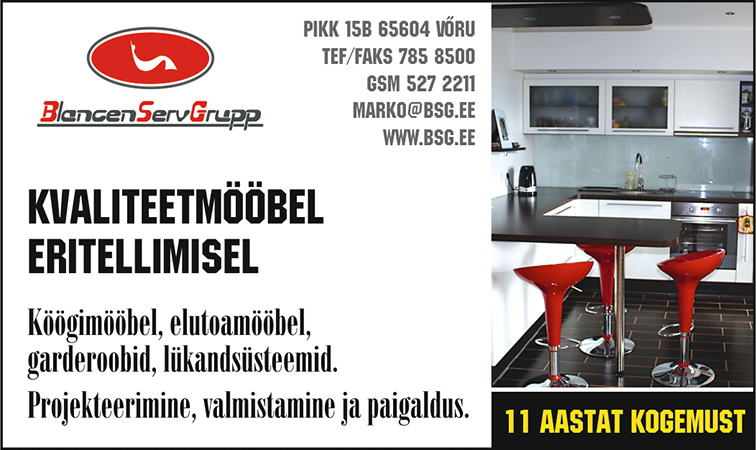 BlancenServGrupp
PIKK 15B 65604 VÕRU
TEF/FAKS 785 8500
GSM 527 2211
MARKO@BSG.EE
WWW.BSG.EE
KVALITEETMÖÖBEL
ERITELLIMISEL
Köögimööbel, elutoamööbel,
garderoobid, lükandsüsteemid.
Projekteerimine, valmistamine ja paigaldus.
11 AASTAT KOGEMUST